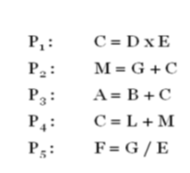 P₁: C = D x E
P₂: M = G + C
P₃: A = B + C
P₄: C = L + M
P₅: F = G / E